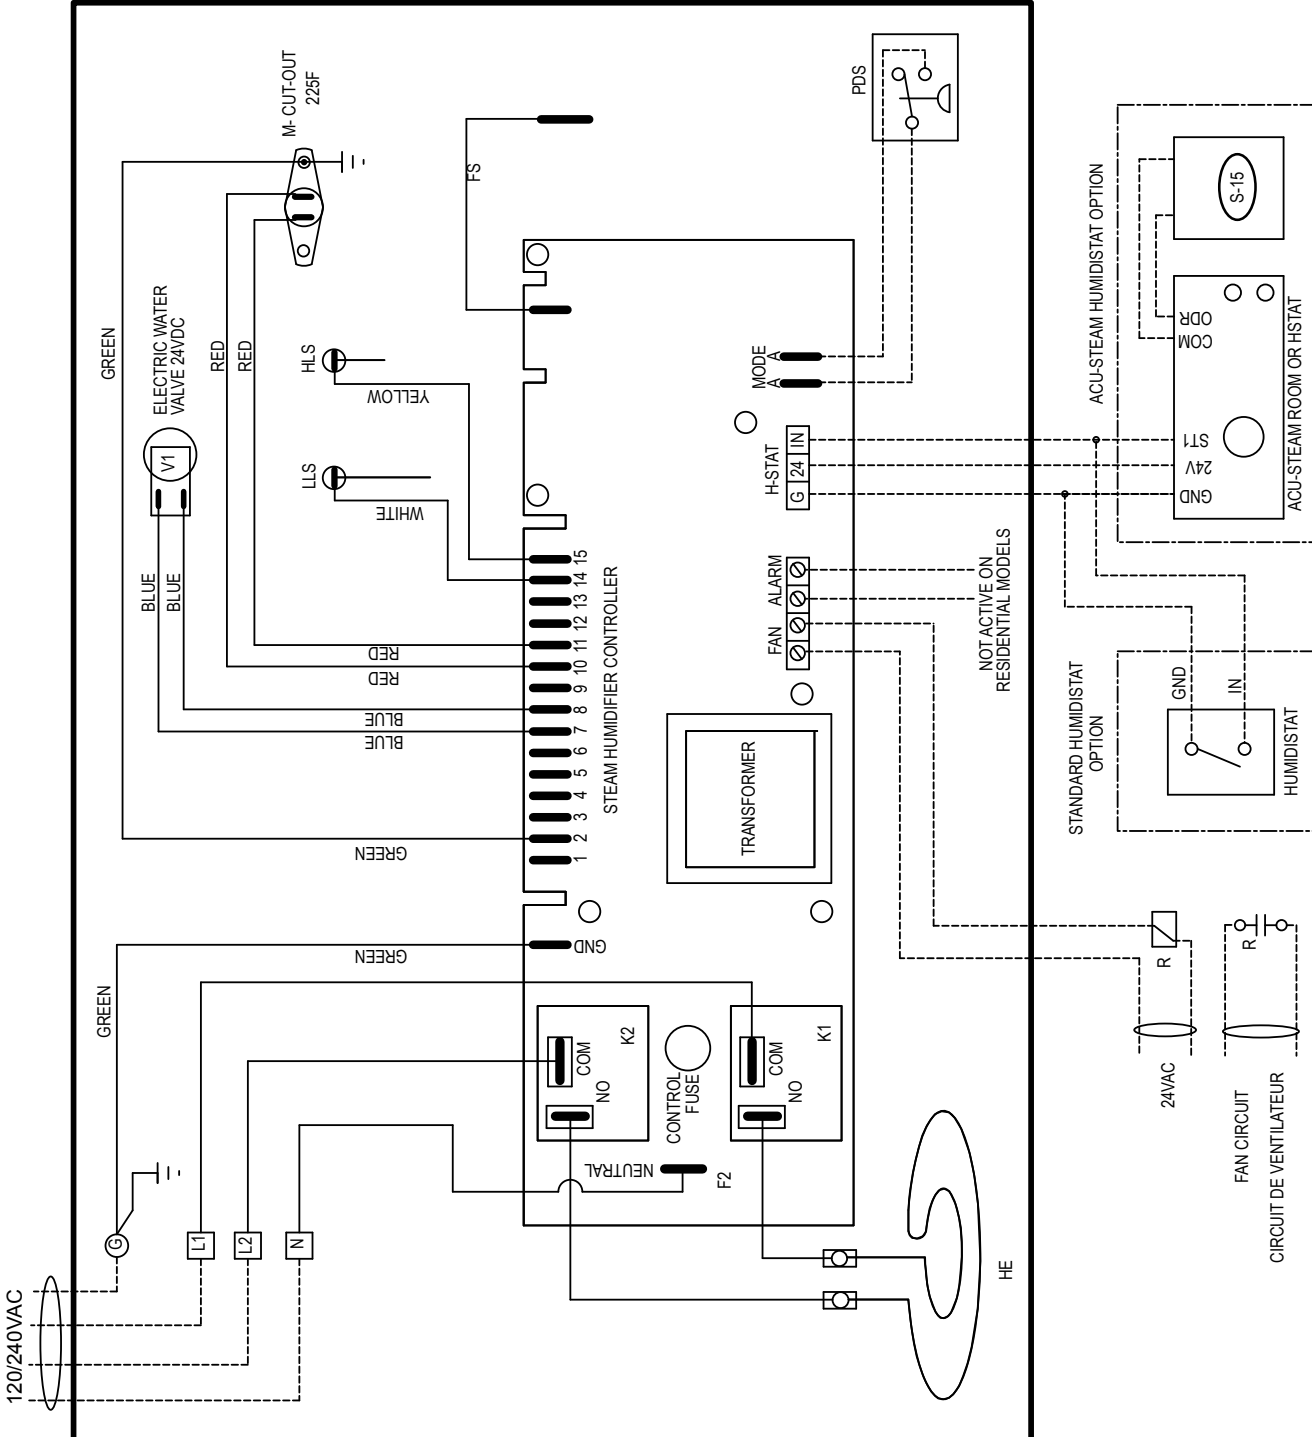 M- CUT-OUT
225F
PDS
FS
GREEN
ELECTRIC WATER
VALVE 24VDC
V1
RED
RED
HLS
YELLOW
LLS
WHITE
BLUE
BLUE
RED
RED
BLUE
BLUE
GREEN
15
14
13
12
11
10
9
8
7
6
5
4
3
2
1
STEAM HUMIDIFIER CONTROLLER
MODE
A
A
H-STAT
IN
24
G
ALARM
FAN
NOT ACTIVE ON
RESIDENTIAL MODELS
TRANSFORMER
GND
GREEN
GREEN
K2
COM
NO
CONTROL
FUSE
K1
COM
NO
NEUTRAL
F2
G
L1
L2
N
120/240VAC
HE
ACU-STEAM HUMIDISTAT OPTION
S-15
ODR
COM
ST1
24V
GND
ACU-STEAM ROOM OR HSTAT
STANDARD HUMIDISTAT
OPTION
GND
IN
HUMIDISTAT
R
R
24VAC
FAN CIRCUIT
CIRCUIT DE VENTILATEUR